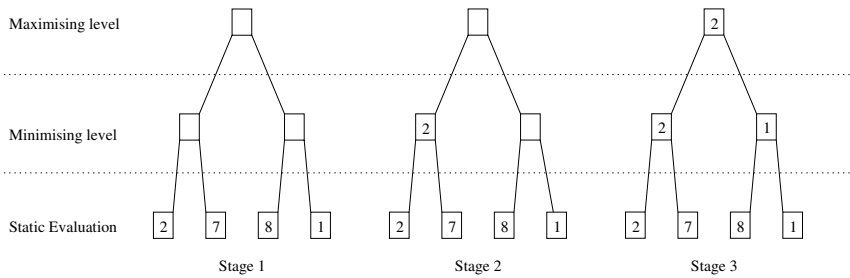 Maximising level
2
Minimising level
2
2
1
Static Evaluation
2 7 8 1
2 7 8 1
2 7 8 1
Stage 1
Stage 2
Stage 3